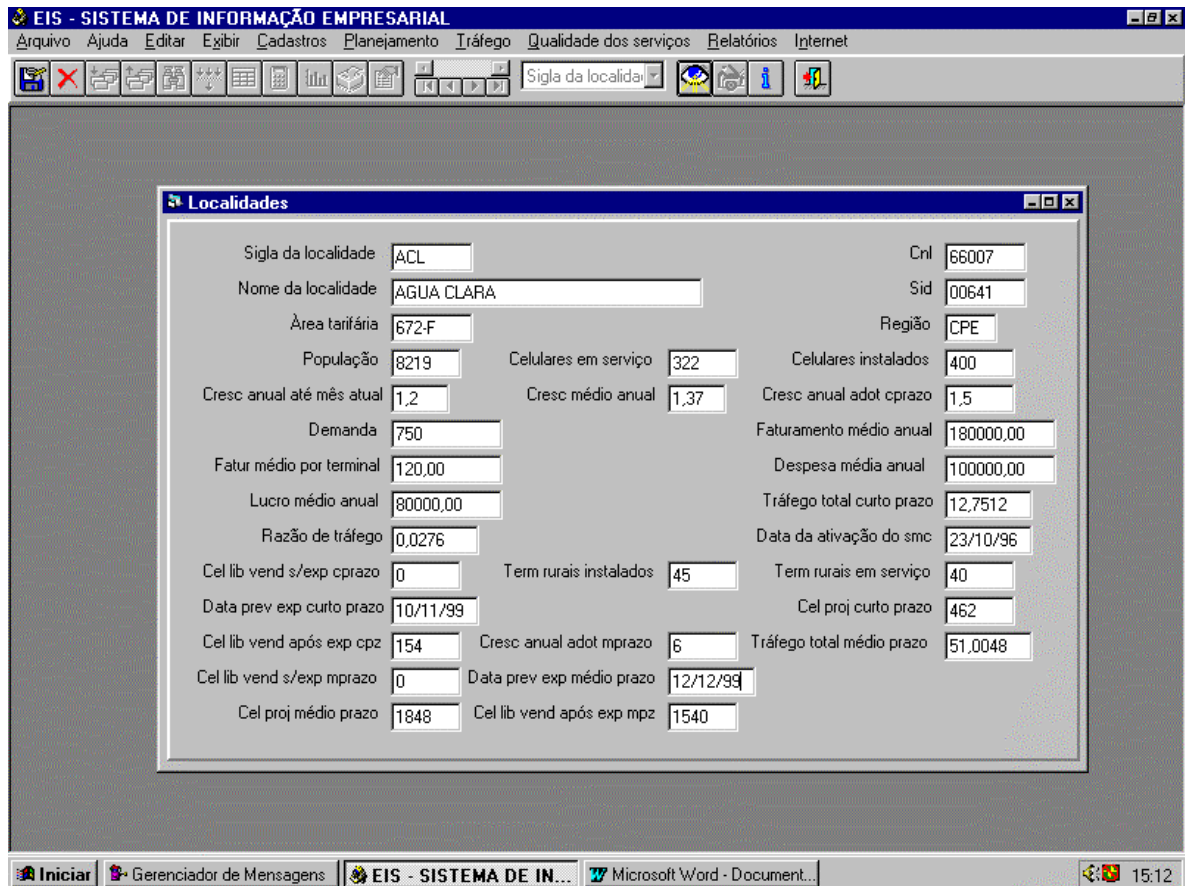 EIS - SISTEMA DE INFORMAÇÃO EMPRESARIAL
Arquivo Ajuda Editar Exibir Cadastros Planejamento Tráfego Qualidade dos serviços Relatórios Internet
Sigla da localida
Localidades
Sigla da localidade ACL Cnl 66007
Nome da localidade AGUA CLARA Sid 00641
Àrea tarifária 672-F Região CPE
População 8219 Celulares em serviço 322 Celulares instalados 400
Cresc anual até mês atual 1,2 Cresc médio anual 1,37 Cresc anual adot cprazo 1,5
Demanda 750 Faturamento médio anual 180000,00
Fatur médio por terminal 120,00 Despesa média anual 100000,00
Lucro médio anual 80000,00 Tráfego total curto prazo 12,7512
Razão de tráfego 0,0276 Data da ativação do smc 23/10/96
Cel lib vend s/exp cprazo 0 Term rurais instalados 45 Term rurais em serviço 40
Data prev exp curto prazo 10/11/99 Cel proj curto prazo 462
Cel lib vend após exp cpz 154 Cresc anual adot mprazo 6 Tráfego total médio prazo 51,0048
Cel lib vend s/exp mprazo 0 Data prev exp médio prazo 12/12/99
Cel proj médio prazo 1848 Cel lib vend após exp mpz 1540
Iniciar Gerenciador de Mensagens EIS - SISTEMA DE IN... Microsoft Word - Document... 15:12